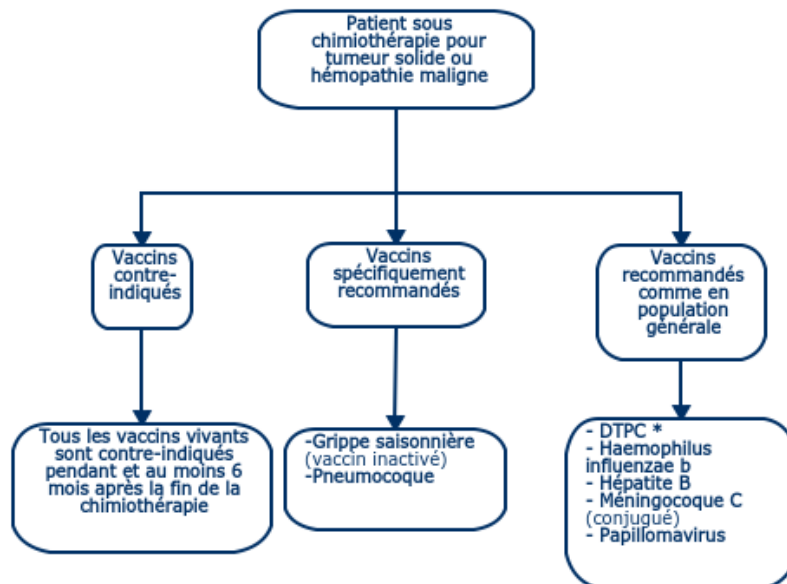 Patient sous
chimiothérapie pour
tumeur solide ou
hémopathie maligne
Vaccins
contre-
indiqués
Vaccins
spécifiquement
recommandés
Vaccins
recommandés
comme en
population
générale
Tous les vaccins vivants
sont contre-indiqués
pendant et au moins 6
mois après la fin de la
chimiothérapie
-Grippe saisonnière
(vaccin inactivé)
-Pneumocoque
- DTPC *
- Haemophilus
influenzae b
- Hépatite B
- Méningocoque C
(conjugué)
- Papillomavirus